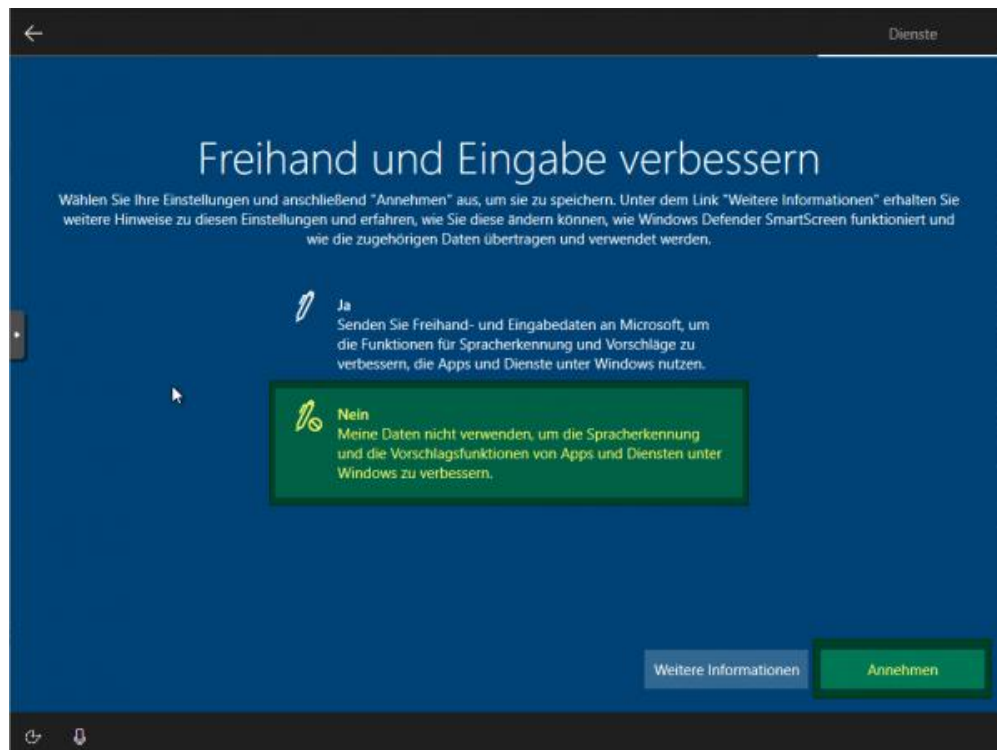 Dienste
Freihand und Eingabe verbessern
Wählen Sie Ihre Einstellungen und anschließend "Annehmen" aus, um sie zu speichern. Unter dem Link "Weitere Informationen" erhalten Sie
weitere Hinweise zu diesen Einstellungen und erfahren, wie Sie diese ändern können, wie Windows Defender SmartScreen funktioniert und
wie die zugehörigen Daten übertragen und verwendet werden.
Ja
Senden Sie Freihand- und Eingabedaten an Microsoft, um
die Funktionen für Spracherkennung und Vorschläge zu
verbessern, die Apps und Dienste unter Windows nutzen.
Nein
Meine Daten nicht verwenden, um die Spracherkennung
und die Vorschlagsfunktionen von Apps und Diensten unter
Windows zu verbessern.
Weitere Informationen
Annehmen